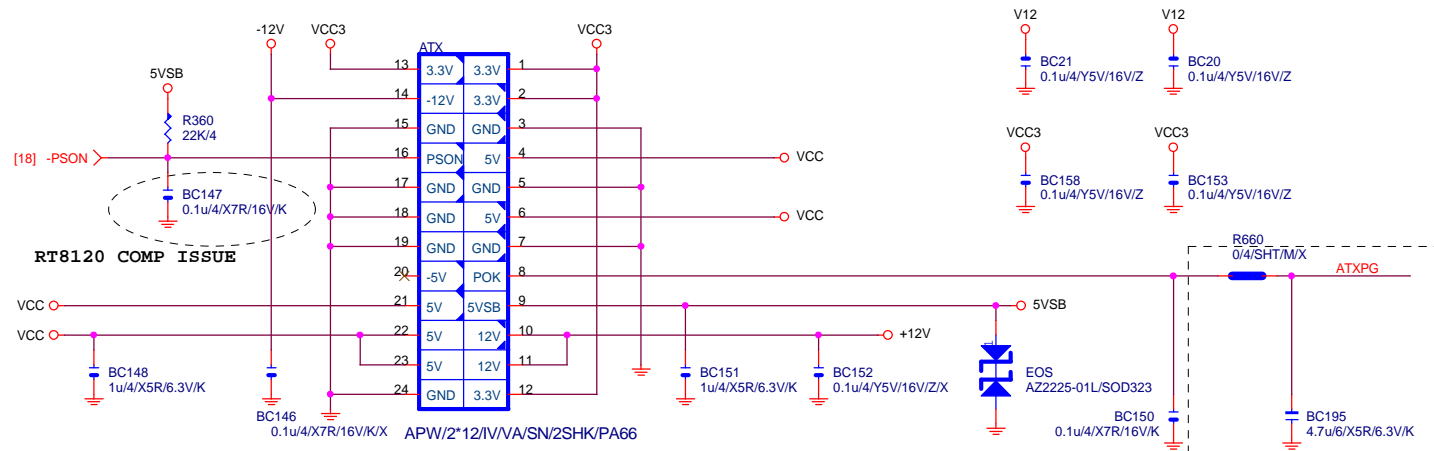 -12V
VCC3
ATX
VCC3
V12
V12
5VSB
R360
22K/4
[18] -PSON
BC147
0.1u/4/X7R/16V/K
RT8120 COMP ISSUE
13 3.3V 3.3V 1
14 -12V 3.3V 2
15 GND GND 3
16 PSON 5V 4
17 GND GND 5
18 GND 5V 6
19 GND GND 7
20 -5V POK 8
21 5V 5VSB 9
22 5V 12V 10
23 5V 12V 11
24 GND 3.3V 12
VCC
VCC
VCC
VCC
BC148
1u/4/X5R/6.3V/K
BC146
0.1u/4/X7R/16V/K/X
APW/2*12/IV/VA/SN/2SHK/PA66
5VSB
+12V
BC151
1u/4/X5R/6.3V/K
BC152
0.1u/4/Y5V/16V/Z/X
1
EOS
AZ2225-01L/SOD323
BC21
0.1u/4/Y5V/16V/Z
BC20
0.1u/4/Y5V/16V/Z
VCC3
VCC3
BC158
0.1u/4/Y5V/16V/Z
BC153
0.1u/4/Y5V/16V/Z
R660
0/4/SHT/M/X
ATXPG
BC150
0.1u/4/X7R/16V/K
BC195
4.7u/6/X5R/6.3V/K